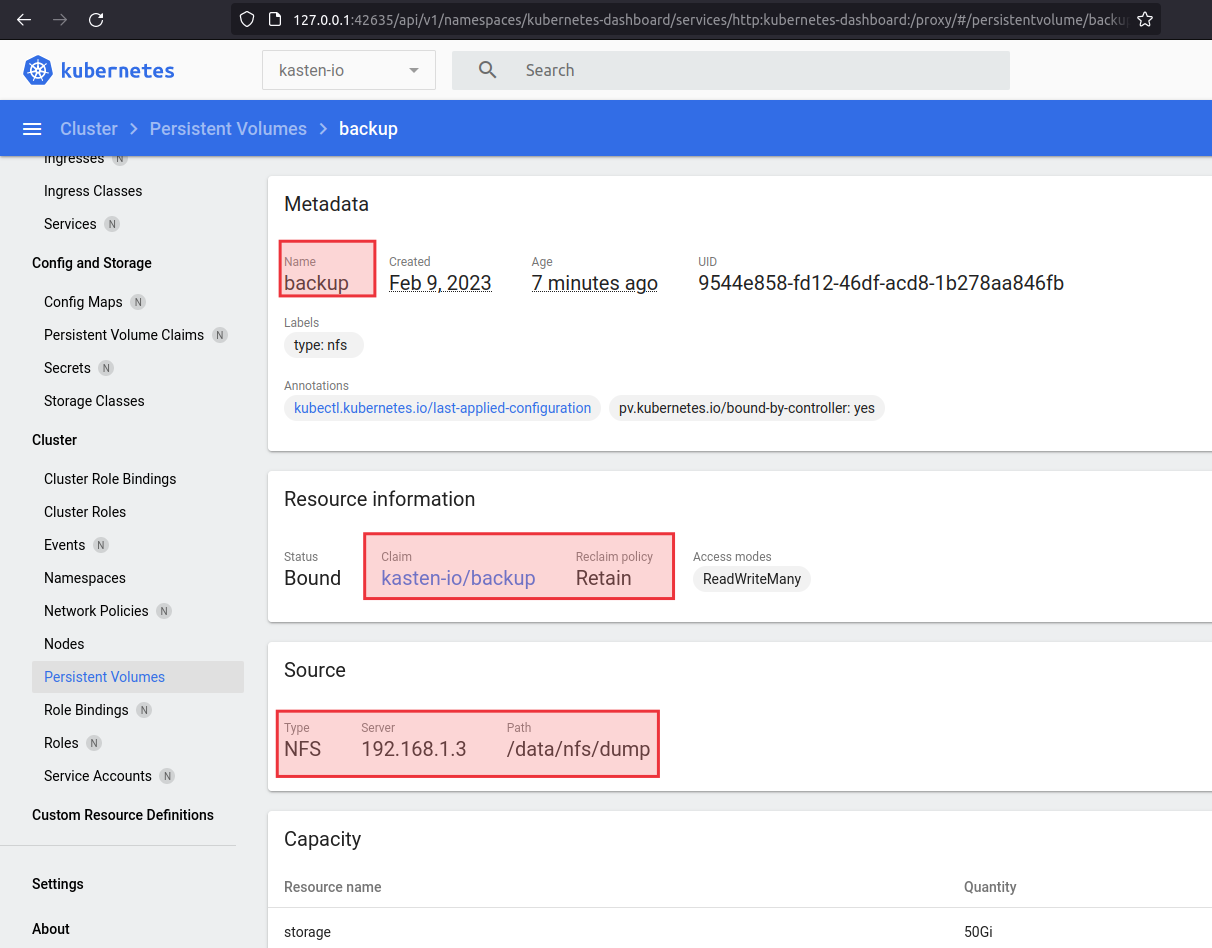 127.0.0.1:42635/api/v1/namespaces/kubernetes-dashboard/services/http:kubernetes-dashboard:/proxy/#/persistentvolume/backu
kubernetes
kasten-io
Search
Cluster > Persistent Volumes > backup
Ingresses N
Ingress Classes
Services N
Config and Storage
Config Maps N
Persistent Volume Claims N
Secrets N
Storage Classes
Cluster
Cluster Role Bindings
Cluster Roles
Events N
Namespaces
Network Policies N
Nodes
Persistent Volumes
Role Bindings N
Roles N
Service Accounts N
Custom Resource Definitions
Settings
About
Metadata
Name Created Age UID
backup Feb 9, 2023 7 minutes ago 9544e858-fd12-46df-acd8-1b278aa846fb
Labels
type: nfs
Annotations
kubectl.kubernetes.io/last-applied-configuration pv.kubernetes.io/bound-by-controller: yes
Resource information
Status Claim Reclaim policy Access modes
Bound kasten-io/backup Retain ReadWriteMany
Source
Type Server Path
NFS 192.168.1.3 /data/nfs/dump
Capacity
Resource name Quantity
storage 50Gi